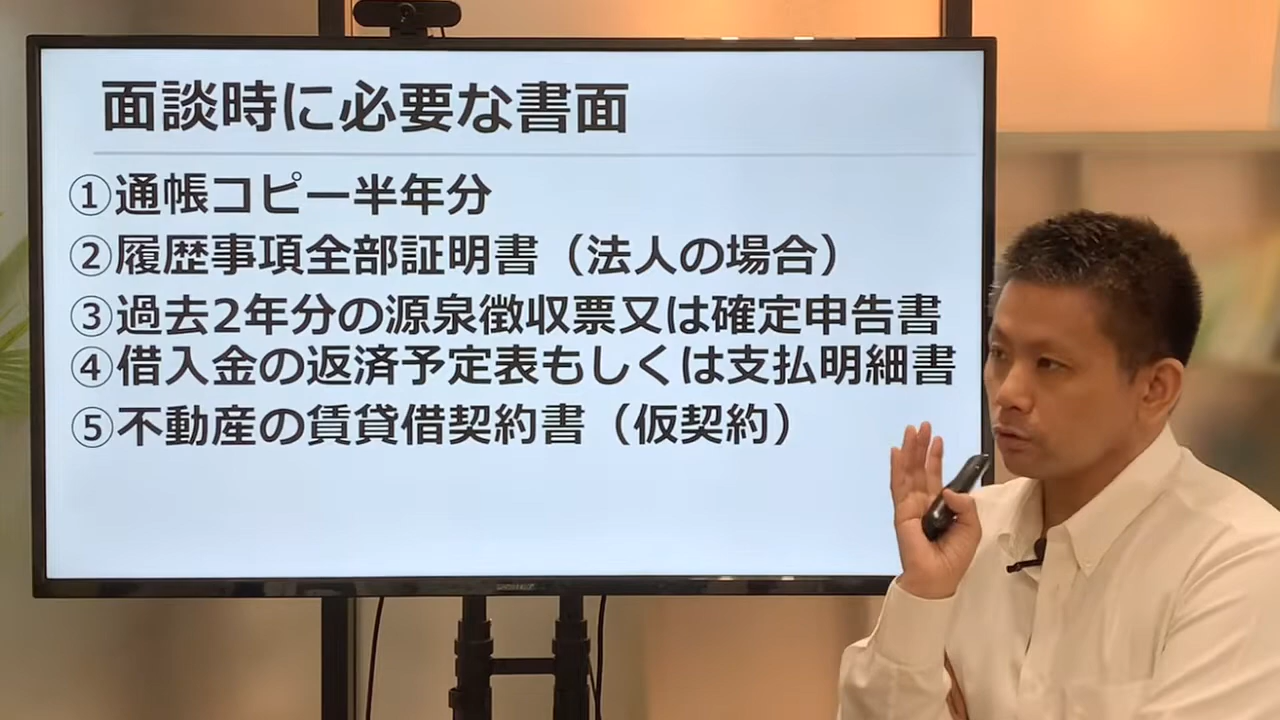 面談時に必要な書面
①通帳コピー半年分
②履歴事項全部証明書（法人の場合）
③過去2年分の源泉徴収票又は確定申告書
④借入金の返済予定表もしくは支払明細書
⑤不動産の賃貸借契約書（仮契約）